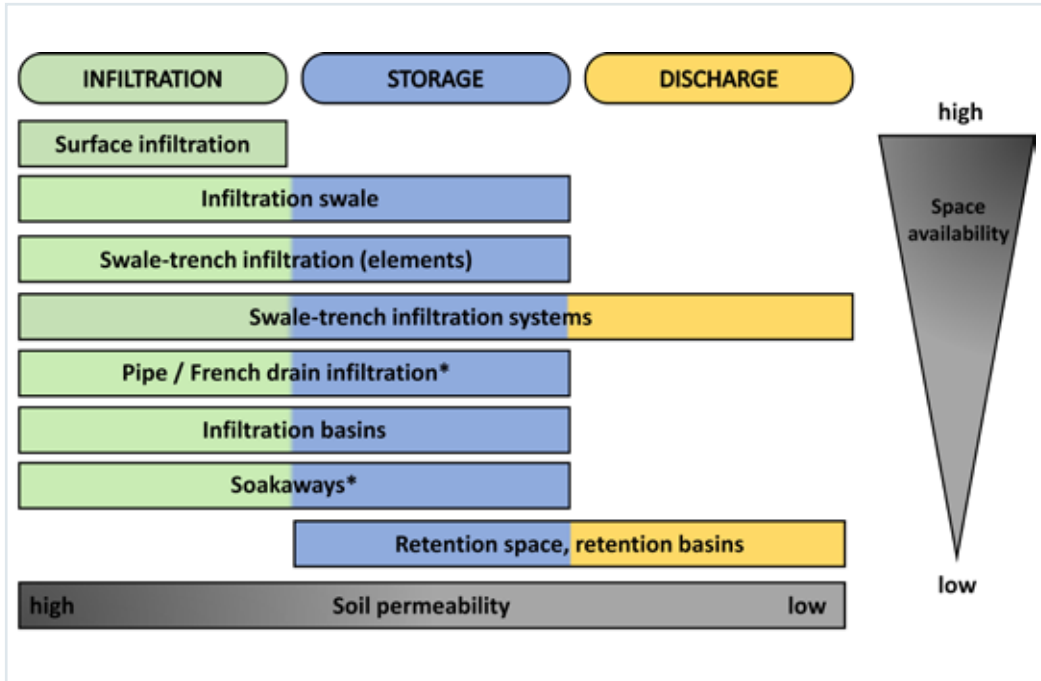 INFILTRATION
STORAGE
DISCHARGE
high
Surface infiltration
Space
availability
Infiltration swale
Swale-trench infiltration (elements)
Swale-trench infiltration systems
Pipe / French drain infiltration*
Infiltration basins
Soakaways*
Retention space, retention basins
low
high
Soil permeability
low